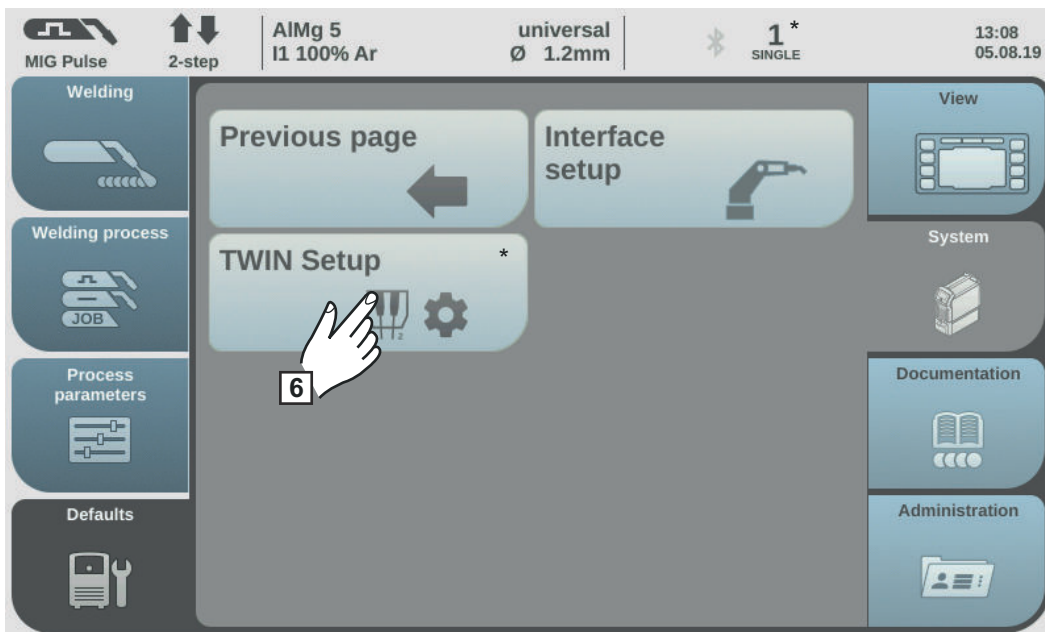 MIG Pulse
2-step
AlMg 5
I1 100% Ar
universal
Ø 1.2mm
1 *
SINGLE
13:08
05.08.19
Welding
Welding process
JOB
Process
parameters
Defaults
Previous page
Interface
setup
TWIN Setup *
2
6
View
System
Documentation
Administration